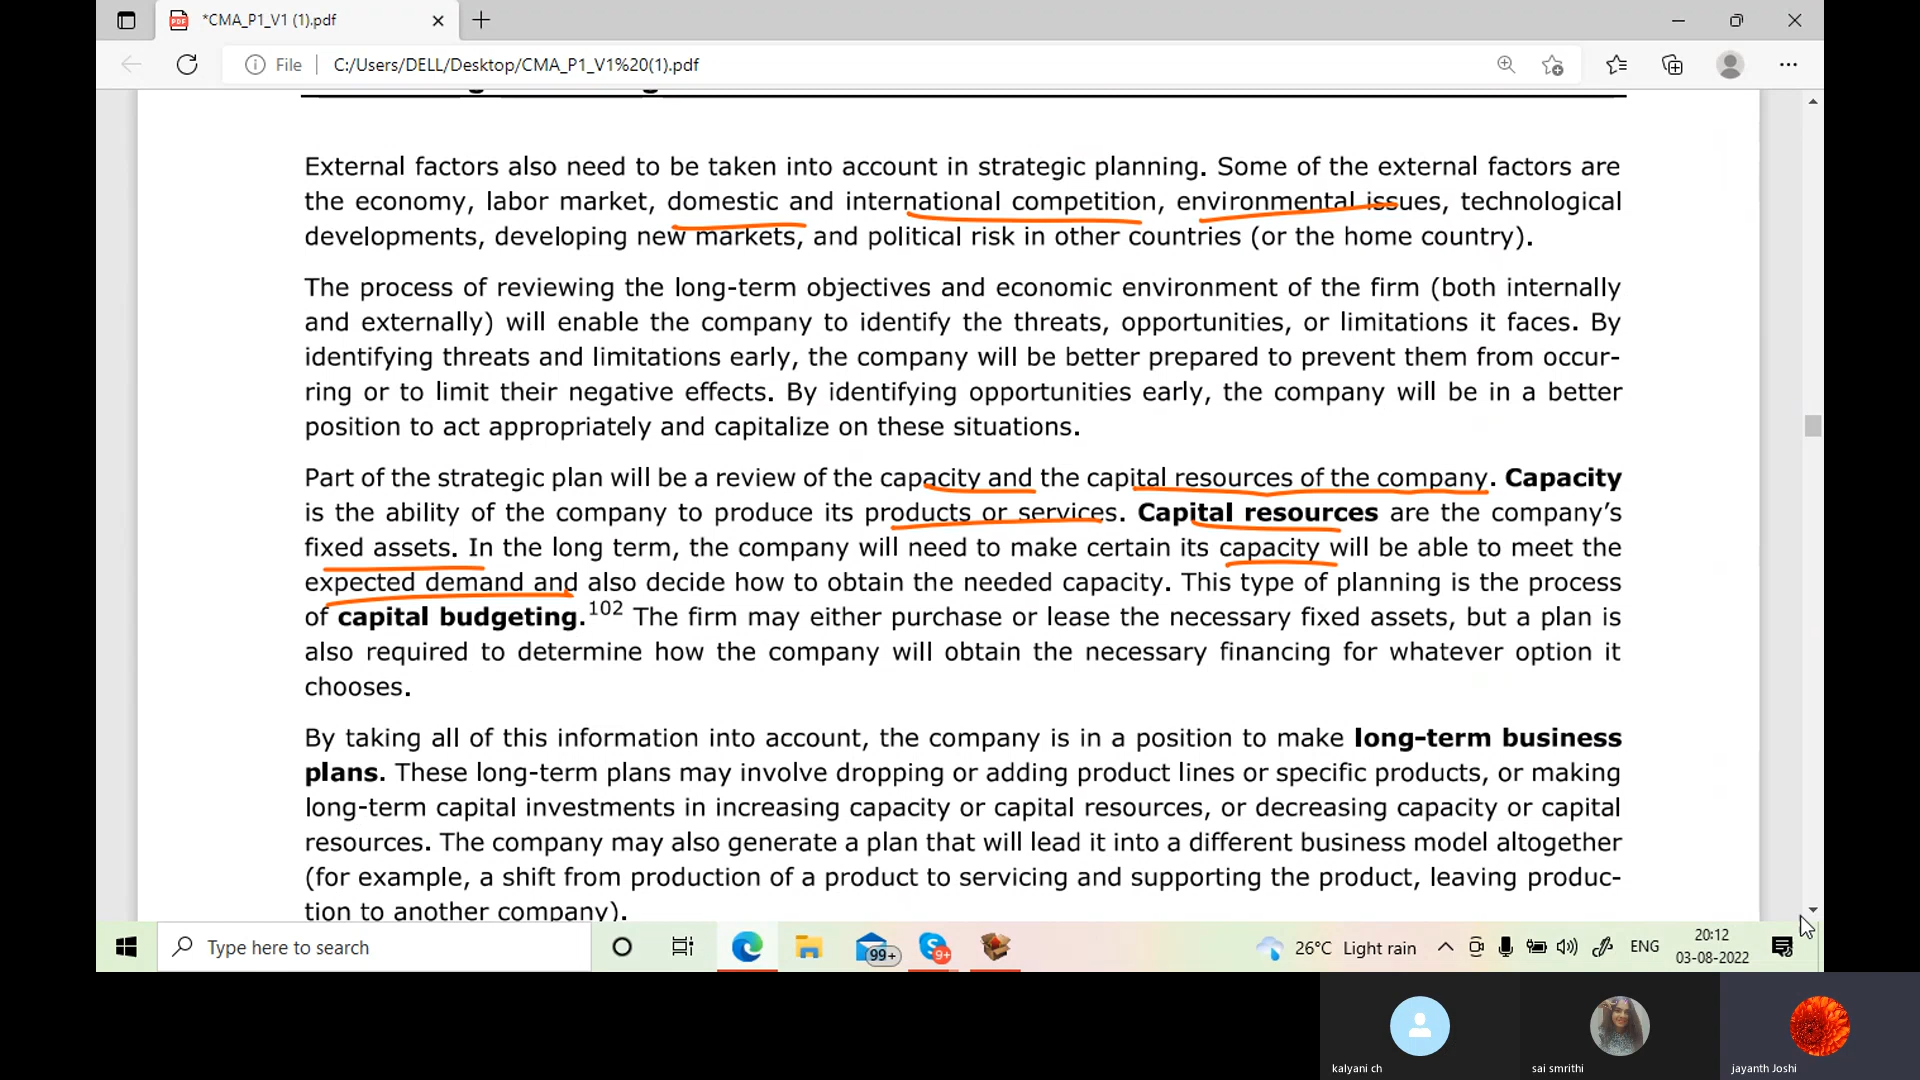 *CMA_P1_V1 (1).pdf
File
C:/Users/DELL/Desktop/CMA_P1_V1%20(1).pdf
External factors also need to be taken into account in strategic planning. Some of the external factors are
the economy, labor market, domestic and international competition, environmental issues, technological
developments, developing new markets, and political risk in other countries (or the home country).
The process of reviewing the long-term objectives and economic environment of the firm (both internally
and externally) will enable the company to identify the threats, opportunities, or limitations it faces. By
identifying threats and limitations early, the company will be better prepared to prevent them from occur-
ring or to limit their negative effects. By identifying opportunities early, the company will be in a better
position to act appropriately and capitalize on these situations.
Part of the strategic plan will be a review of the capacity and the capital resources of the company. Capacity
is the ability of the company to produce its products or services. Capital resources are the company's
fixed assets. In the long term, the company will need to make certain its capacity will be able to meet the
expected demand and also decide how to obtain the needed capacity. This type of planning is the process
of capital budgeting.102 The firm may either purchase or lease the necessary fixed assets, but a plan is
also required to determine how the company will obtain the necessary financing for whatever option it
chooses.
By taking all of this information into account, the company is in a position to make long-term business
plans. These long-term plans may involve dropping or adding product lines or specific products, or making
long-term capital investments in increasing capacity or capital resources, or decreasing capacity or capital
resources. The company may also generate a plan that will lead it into a different business model altogether
(for example, a shift from production of a product to servicing and supporting the product, leaving produc-
tion to another company).
Type here to search
99+
9+
26°C Light rain
ENG
20:12
03-08-2022
kalyani ch
sai smrithi
jayanth Joshi